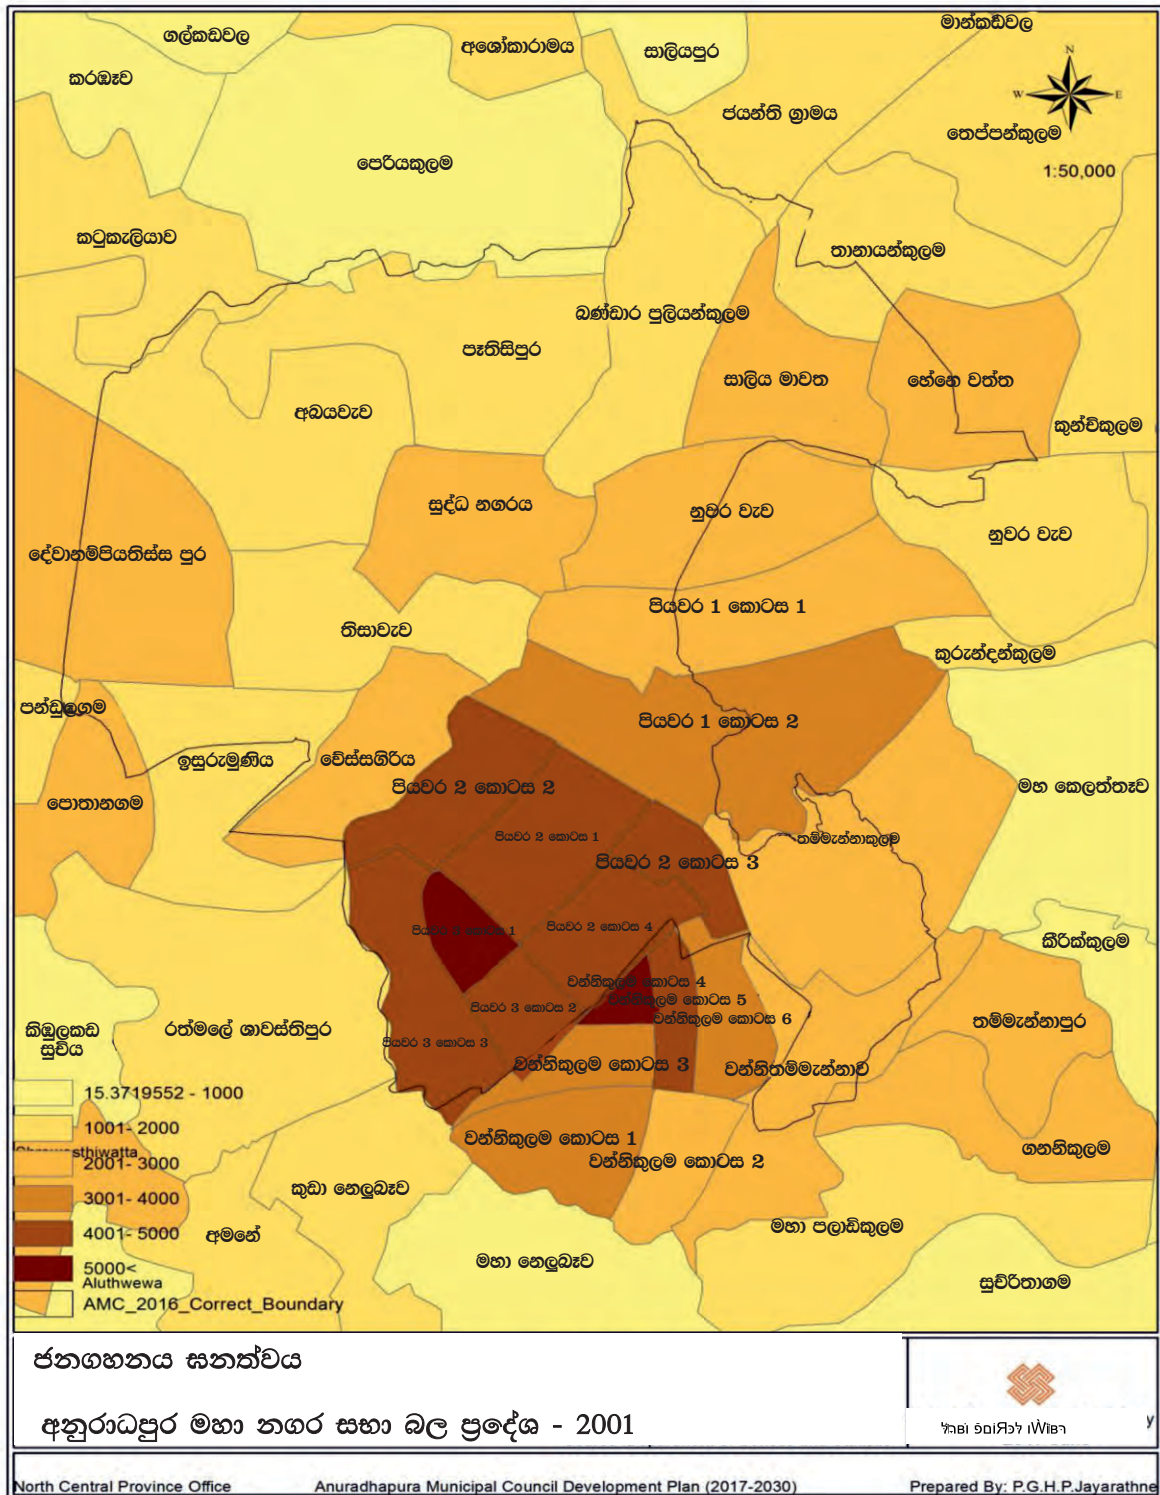 ගල්කඩවල
අශෝකාරාමය
සාලියපුර
මාන්කඩවල
කරඹෑව
N
W
E
ජයන්ති ග්‍රාමය
තෙප්පන්කුලම
පෙරියකුලම
1:50,000
කටුකැලියාව
තානායන්කුලම
බණ්ඩාර පුලියන්කුලම
පැතිසිපුර
සාලිය මාවත
හේනෙ වත්ත
අබයවැව
කුන්චිකුලම
සුද්ධ නගරය
නුවර වැව
නුවර වැව
දේවානම්පියතිස්ස පුර
පියවර 1 කොටස 1
තිසාවැව
කුරුන්දන්කුලම
පන්ඩුලගම
පියවර 1 කොටස 2
ඉසුරුමුණිය
වේස්සගිරිය
පියවර 2 කොටස 2
මහ කෙලත්තෑව
පොතානගම
පියවර 2 කොටස 1
තම්මැන්නාකුලම
පියවර 2 කොටස 3
පියවර 3 කොටස 1
පියවර 2 කොටස 4
කිරික්කුලම
වන්නිකුලම කොටස 4
වන්නිකුලම කොටස 5
පියවර 3 කොටස 2
වන්නිකුලම කොටස 6
තම්මැන්නාපුර
කිඹුලකඩ
සුචිය
රත්මලේ ශාවස්තිපුර
පියවර 3 කොටස 3
වන්නිකුලම කොටස 3
වන්නිතම්මැන්නාව
15.3719552 - 1000
1001- 2000
වන්නිකුලම කොටස 1
ගනනිකුලම
2001- 3000
වන්නිකුලම කොටස 2
කුඩා නෙලුබෑව
3001- 4000
4001- 5000
අමනේ
මහා පලාඩිකුලම
මහා නෙලුබෑව
5000<
Aluthwewa
සුචරිතාගම
AMC_2016_Correct_Boundary
ජනගහනය ඝනත්වය
අනුරාධපුර මහා නගර සභා බල ප්‍රදේශ - 2001
North Central Province Office
Anuradhapura Municipal Council Development Plan (2017-2030)
Prepared By: P.G.H.P.Jayarathne